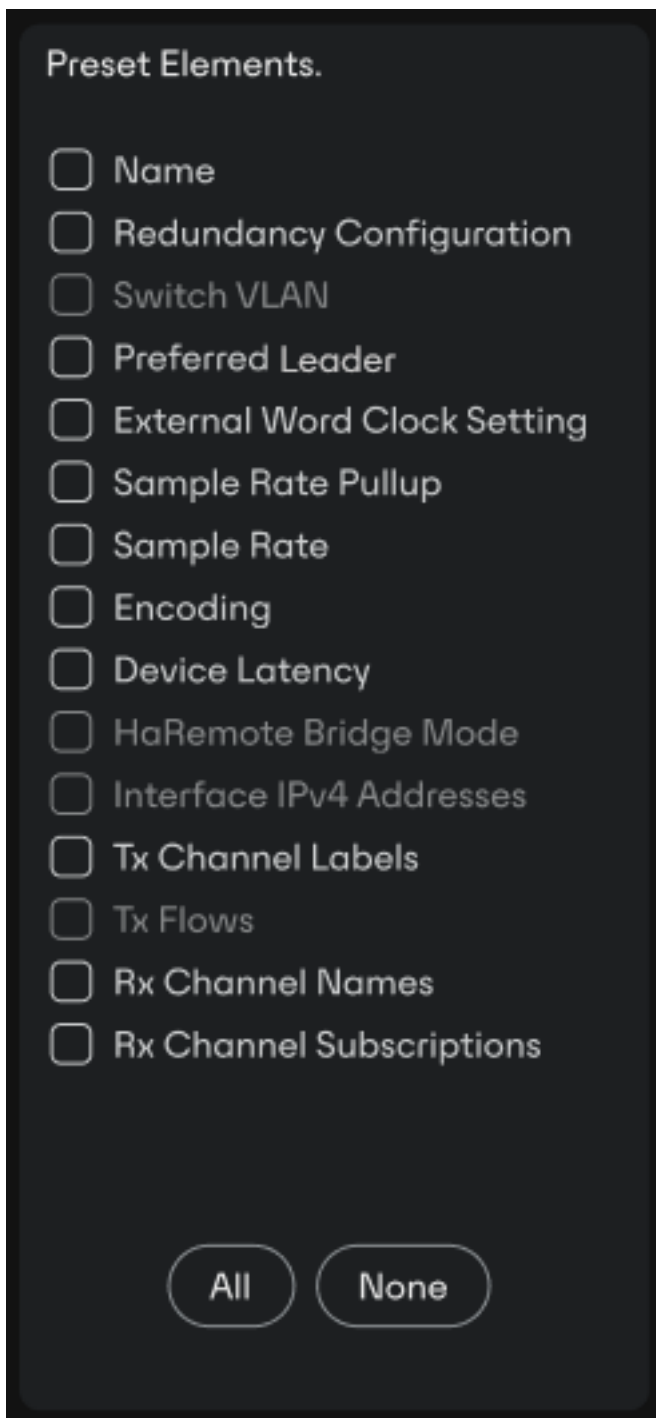 Preset Elements.
Name
Redundancy Configuration
Switch VLAN
Preferred Leader
External Word Clock Setting
Sample Rate Pullup
Sample Rate
Encoding
Device Latency
HaRemote Bridge Mode
Interface IPv4 Addresses
Tx Channel Labels
Tx Flows
Rx Channel Names
Rx Channel Subscriptions
All None